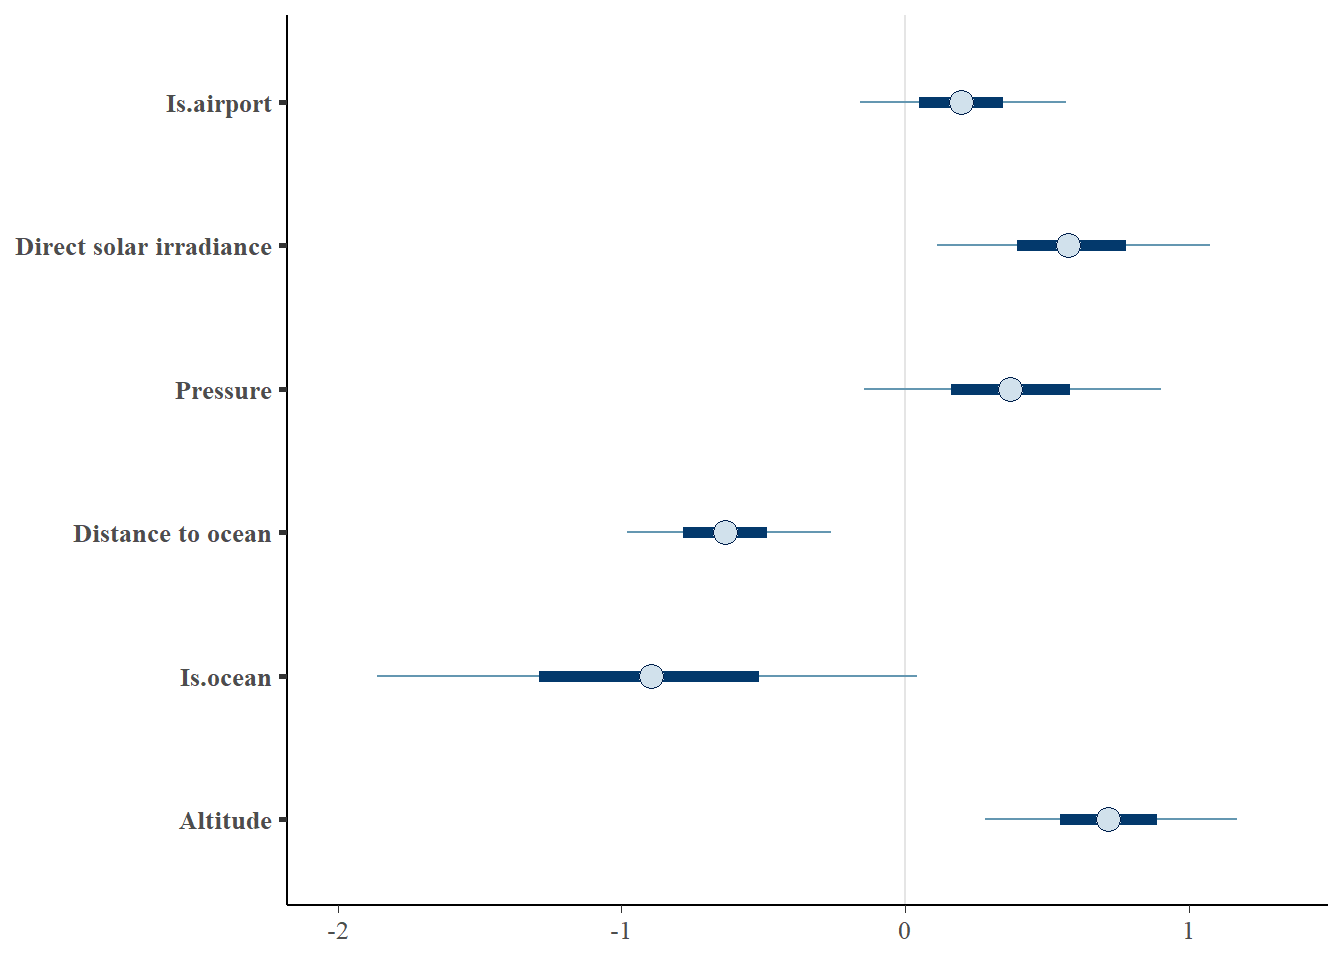 Is.airport
Direct solar irradiance
Pressure
Distance to ocean
Is.ocean
Altitude
-2 -1 0 1